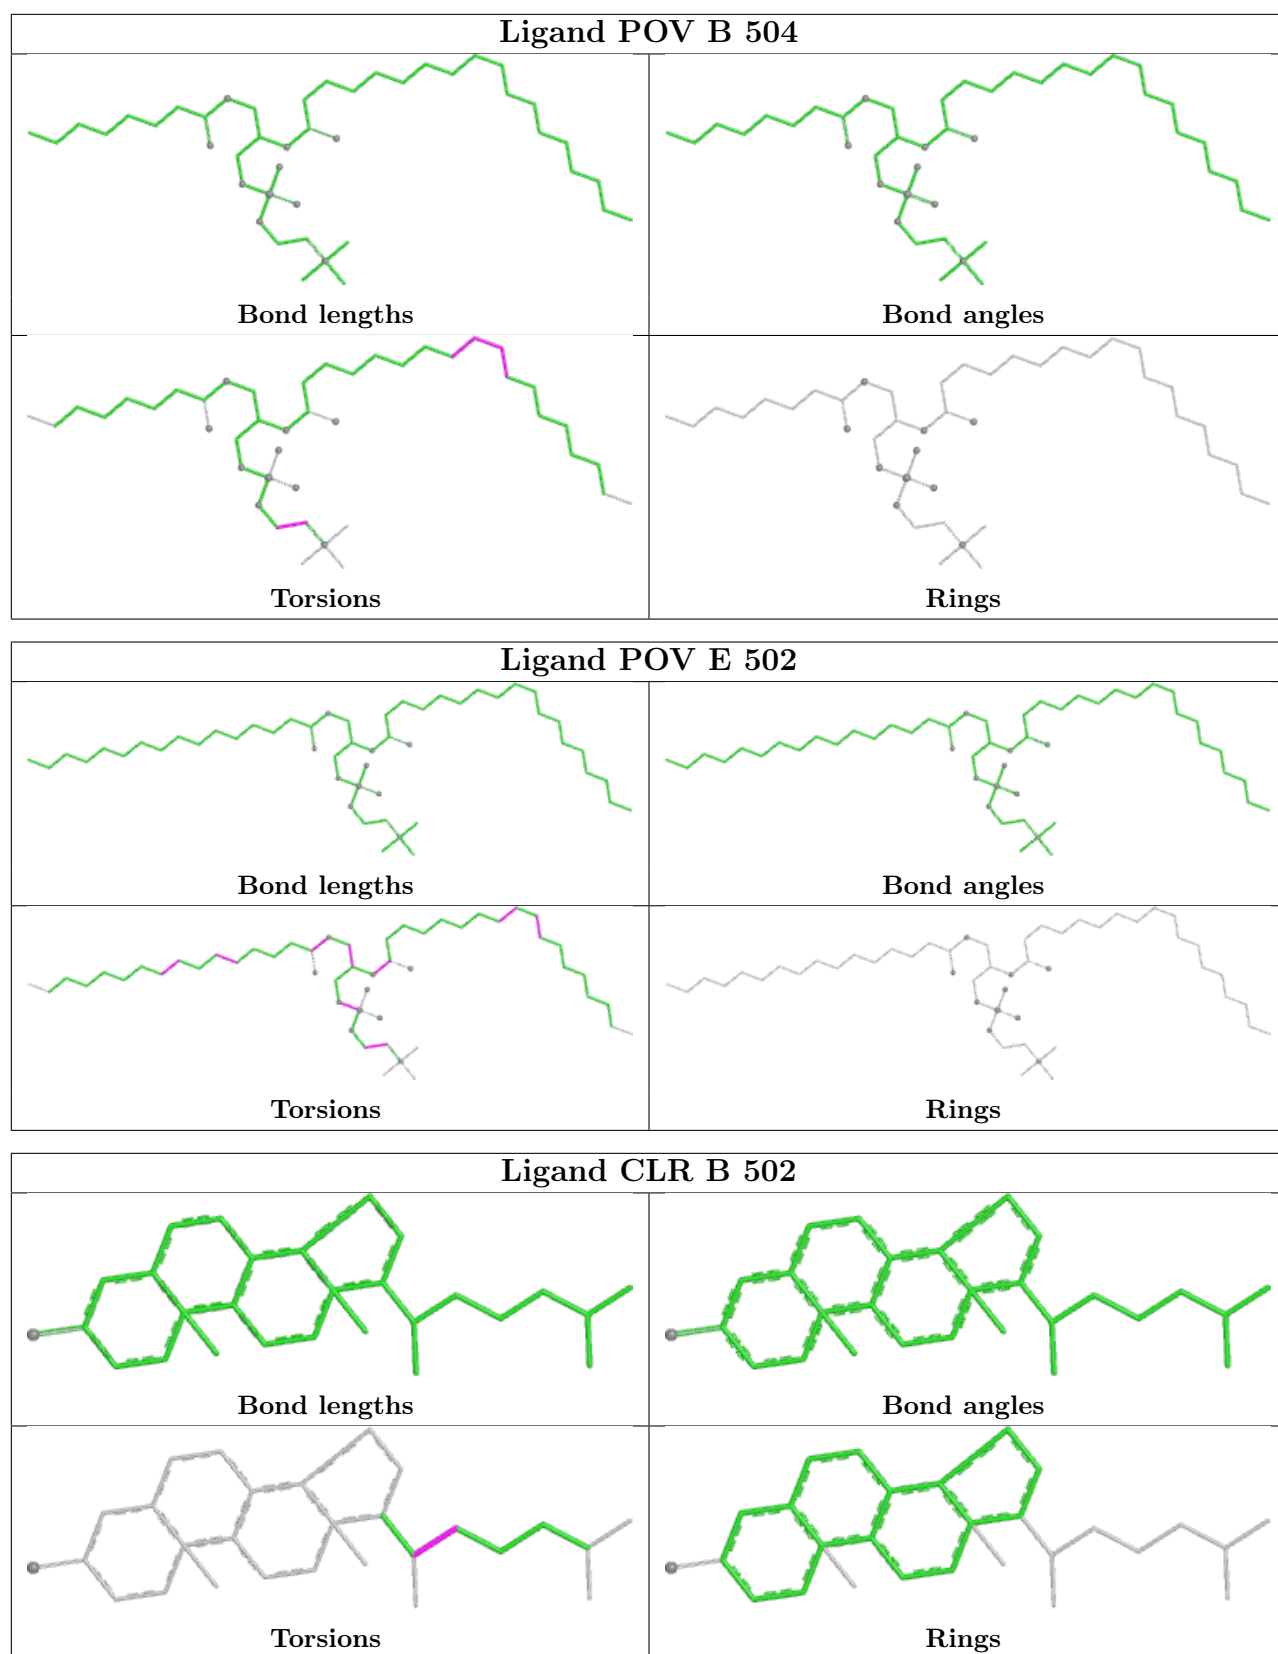 Ligand POV B 504
Bond lengths
Bond angles
Torsions
Rings
Ligand POV E 502
Bond lengths
Bond angles
Torsions
Rings
Ligand CLR B 502
Bond lengths
Bond angles
Torsions
Rings